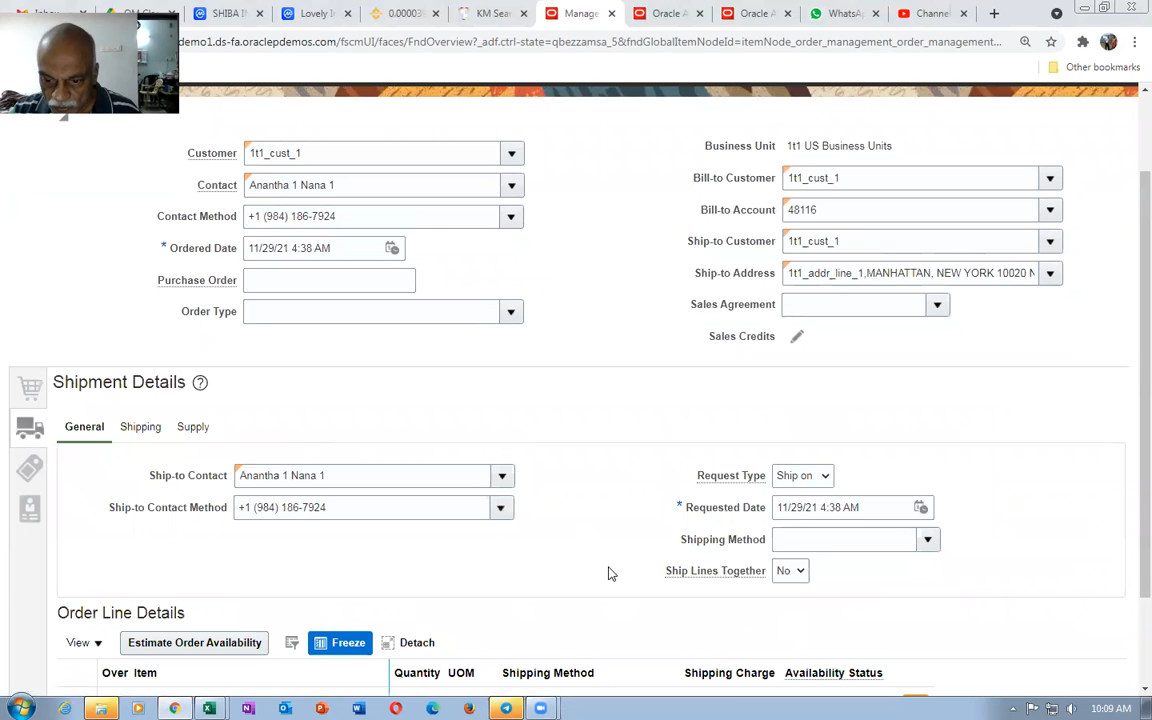 Inbox
SHIBA IN
Lovely I
0.00003
KM Sear
Manage
Oracle A
Oracle A
WhatsA
Channel
demo1.ds-fa.oraclepdemos.com/fscmUI/faces/FndOverview?_adf.ctrl-state=qbezzamsa_5&fndGlobalItemNodeId=itemNode_order_management_order_management...
Other bookmarks
Customer 1t1_cust_1
Business Unit 1t1 US Business Units
Contact Anantha 1 Nana 1
Bill-to Customer 1t1_cust_1
Contact Method +1 (984) 186-7924
Bill-to Account 48116
* Ordered Date 11/29/21 4:38 AM
Ship-to Customer 1t1_cust_1
Purchase Order
Ship-to Address 1t1_addr_line_1,MANHATTAN, NEW YORK 10020 N
Order Type
Sales Agreement
Sales Credits
Shipment Details ?
General Shipping Supply
Ship-to Contact Anantha 1 Nana 1
Request Type Ship on
Ship-to Contact Method +1 (984) 186-7924
* Requested Date 11/29/21 4:38 AM
Shipping Method
Ship Lines Together No
Order Line Details
View Estimate Order Availability Freeze Detach
Over Item Quantity UOM Shipping Method Shipping Charge Availability Status
10:09 AM